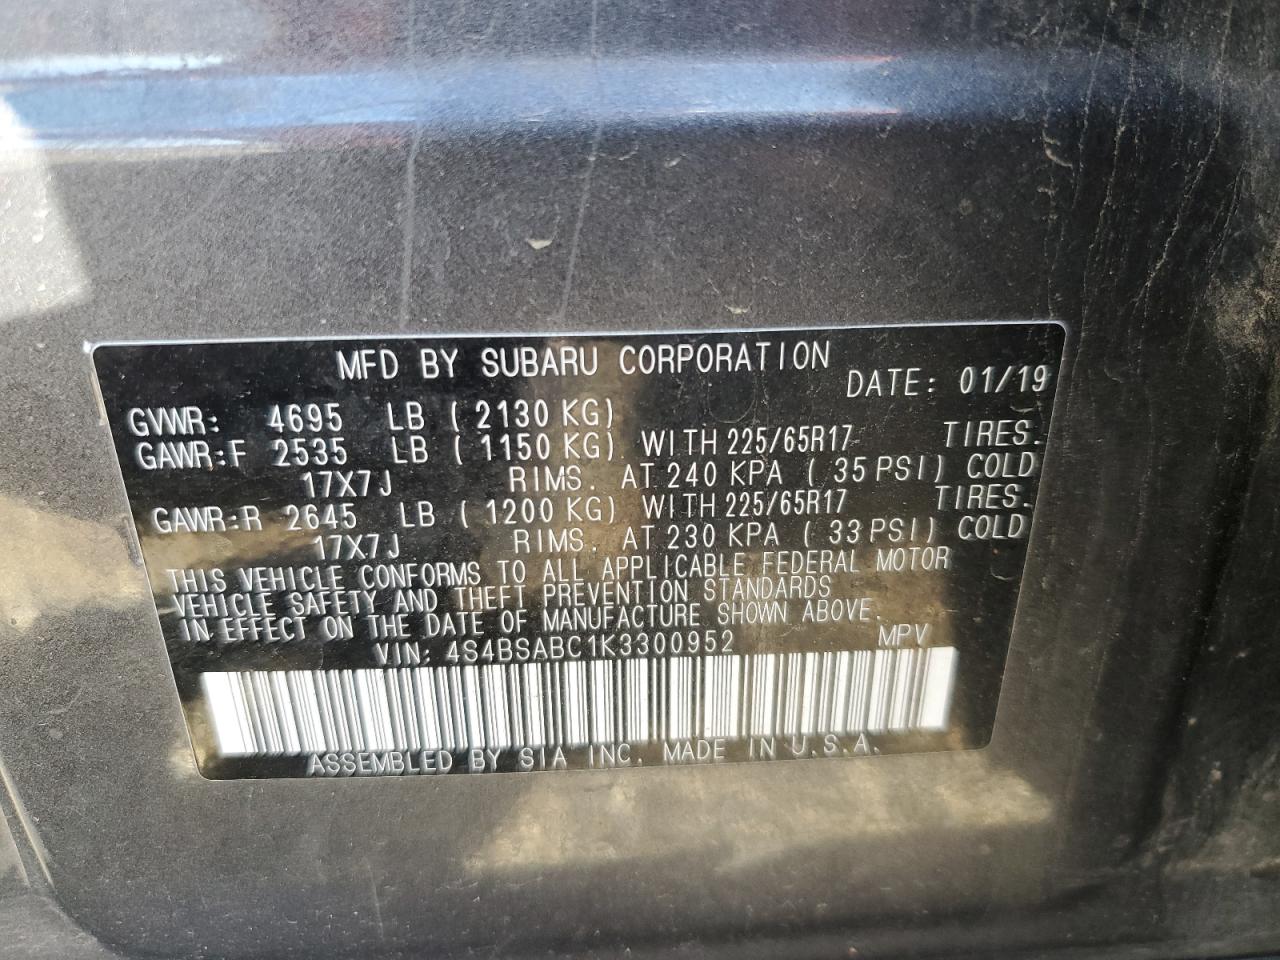 MFD BY SUBARU CORPORATION
DATE: 01/19
GVWR: 4695 LB ( 2130 KG)
GAWR:F 2535 LB ( 1150 KG) WITH 225/65R17 TIRES.
17X7J RIMS. AT 240 KPA ( 35 PSI) COLD
GAWR:R 2645 LB ( 1200 KG) WITH 225/65R17 TIRES.
17X7J RIMS. AT 230 KPA ( 33 PSI) COLD
THIS VEHICLE CONFORMS TO ALL APPLICABLE FEDERAL MOTOR
VEHICLE SAFETY AND THEFT PREVENTION STANDARDS
IN EFFECT ON THE DATE OF MANUFACTURE SHOWN ABOVE.
VIN: 4S4BSABC1K3300952 MPV
ASSEMBLED BY SIA INC. MADE IN U.S.A.